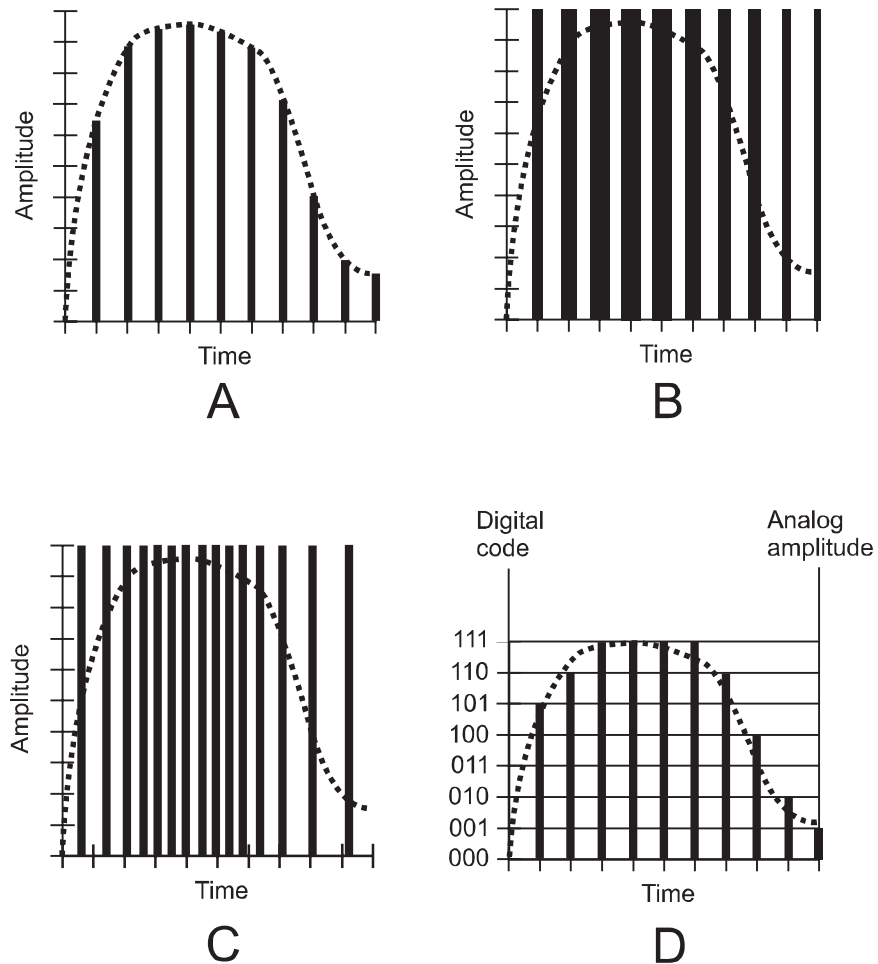 Amplitude
Time
A
Amplitude
Time
B
Amplitude
Time
C
Digital
code
Analog
amplitude
111
110
101
100
011
010
001
000
Time
D